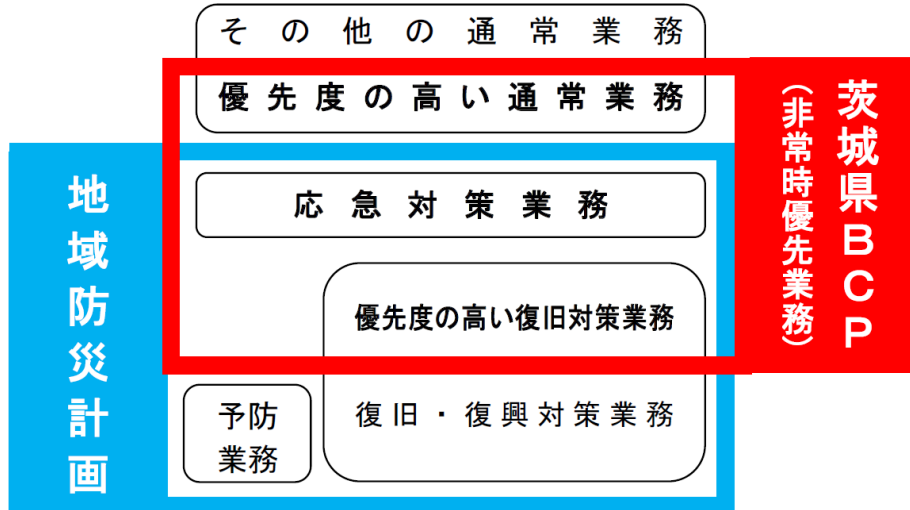 その他の通常業務
優先度の高い通常業務
応急対策業務
優先度の高い復旧対策業務
復旧・復興対策業務
予防
業務
地域防災計画
茨城県BCP
(非常時優先業務)